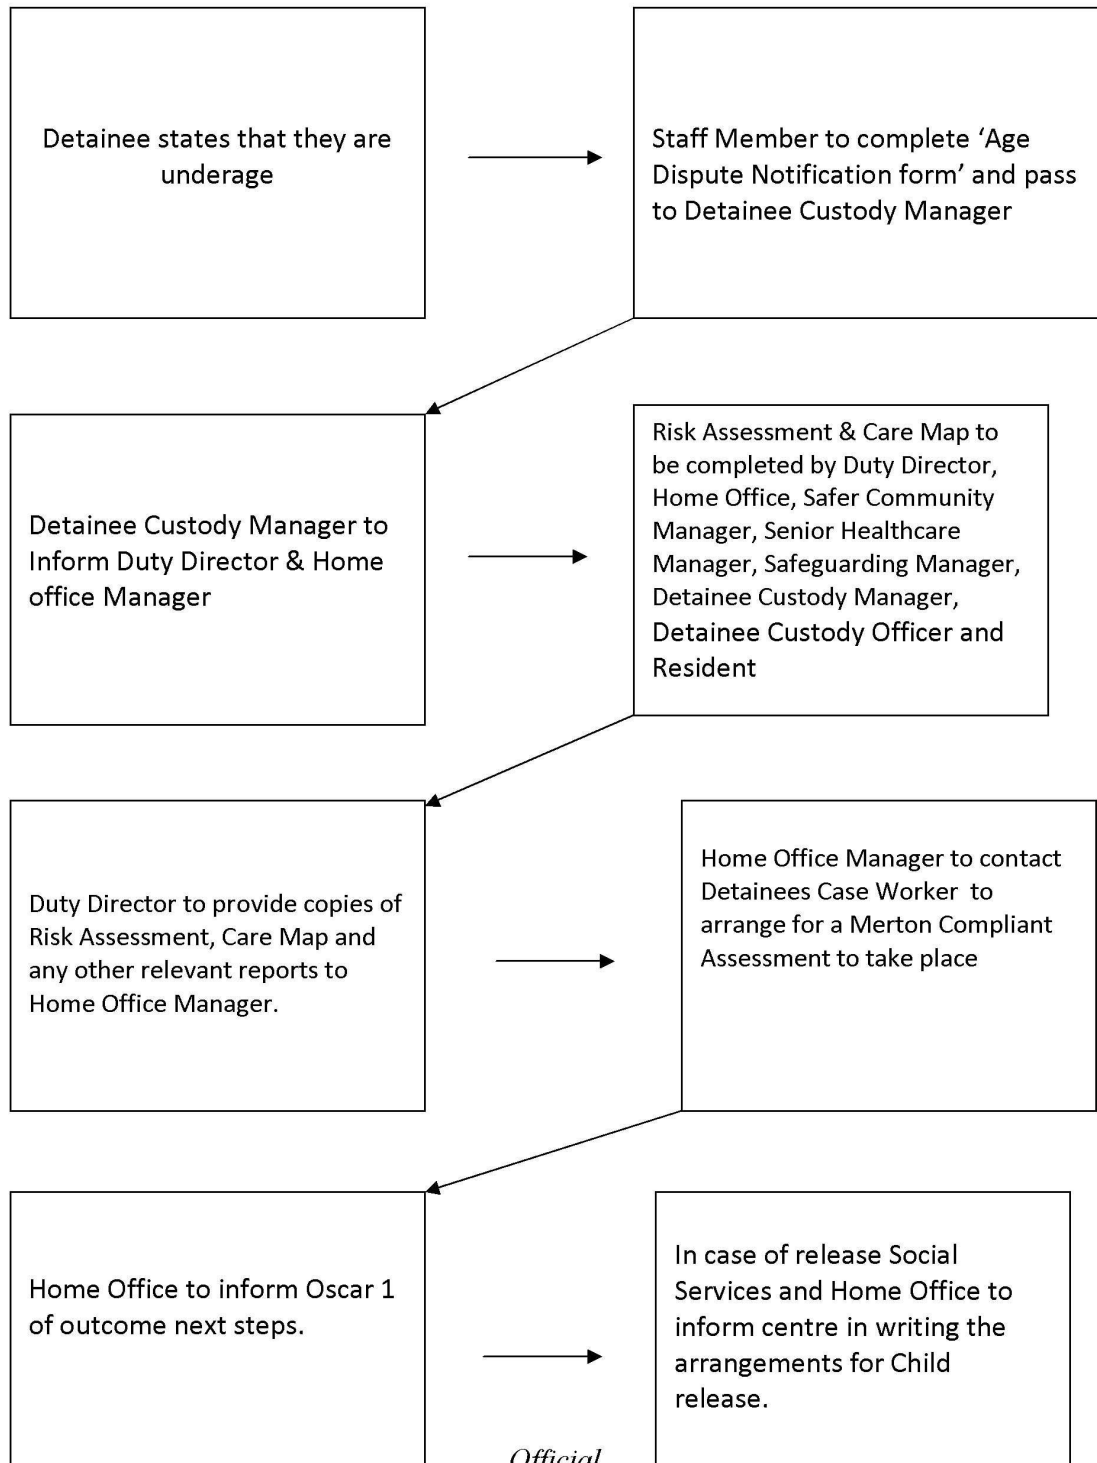 Detainee states that they are
underage
Staff Member to complete ‘Age
Dispute Notification form’ and pass
to Detainee Custody Manager
Detainee Custody Manager to
Inform Duty Director & Home
office Manager
Risk Assessment & Care Map to
be completed by Duty Director,
Home Office, Safer Community
Manager, Senior Healthcare
Manager, Safeguarding Manager,
Detainee Custody Manager,
Detainee Custody Officer and
Resident
Duty Director to provide copies of
Risk Assessment, Care Map and
any other relevant reports to
Home Office Manager.
Home Office Manager to contact
Detainees Case Worker to
arrange for a Merton Compliant
Assessment to take place
Home Office to inform Oscar 1
of outcome next steps.
In case of release Social
Services and Home Office to
inform centre in writing the
arrangements for Child
release.
Official